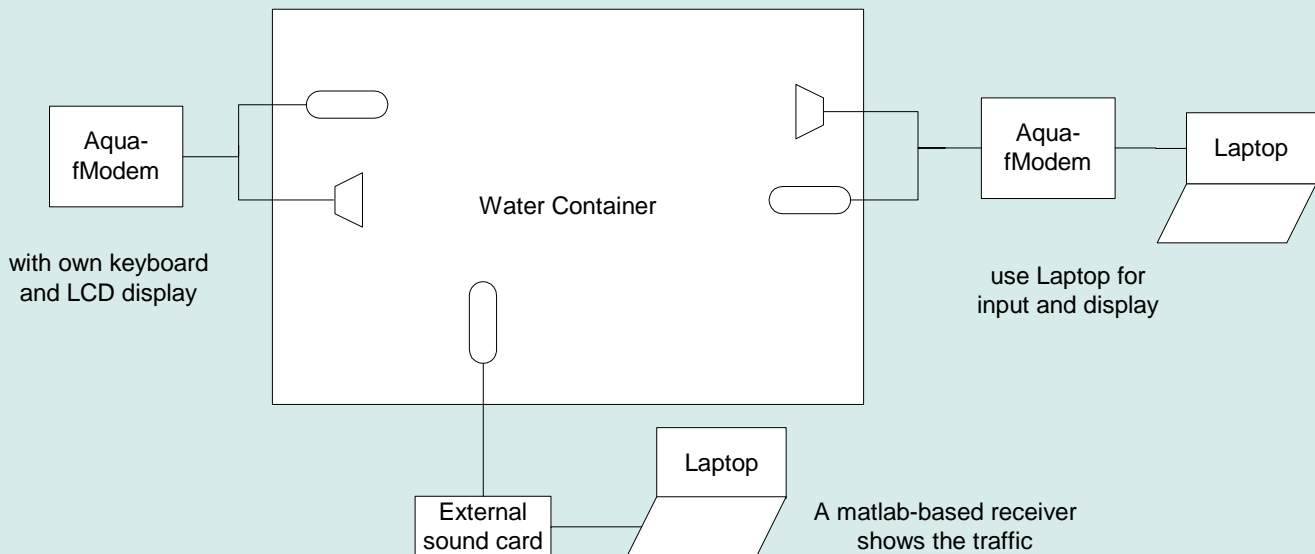 Aqua-
fModem
with own keyboard
and LCD display
Water Container
Aqua-
fModem
Laptop
use Laptop for
input and display
Laptop
External
sound card
A matlab-based receiver
shows the traffic